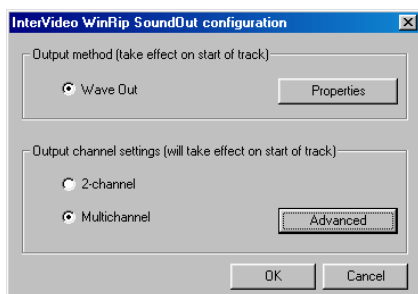 InterVideo WinRip SoundOut configuration
Output method (take effect on start of track)
Wave Out
Properties
Output channel settings (will take effect on start of track)
2-channel
Multichannel
Advanced
OK
Cancel